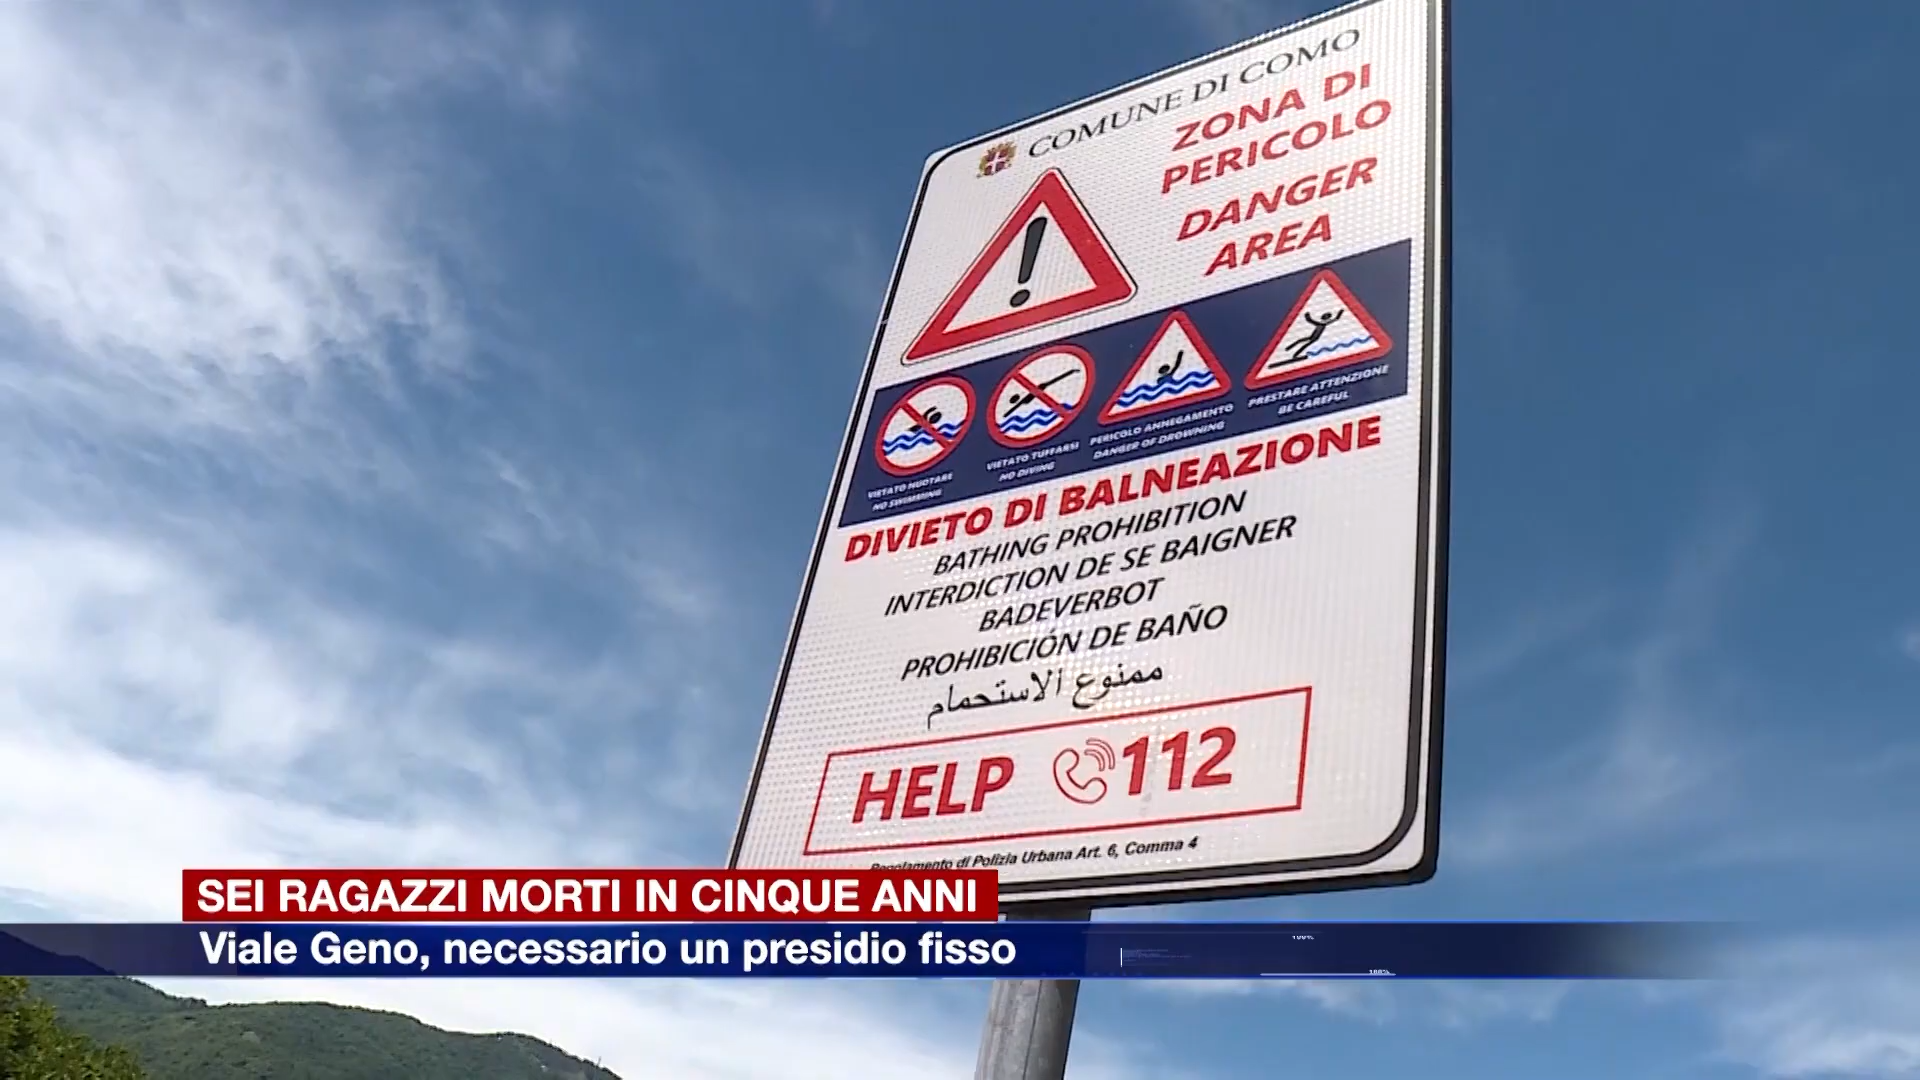 COMUNE DI COMO
ZONA DI
PERICOLO
DANGER
AREA
VIETATO NUOTARE
NO SWIMMING
VIETATO TUFFARSI
NO DIVING
PERICOLO ANNEGAMENTO
DANGER OF DROWNING
PRESTARE ATTENZIONE
BE CAREFUL
DIVIETO DI BALNEAZIONE
BATHING PROHIBITION
INTERDICTION DE SE BAIGNER
BADEVERBOT
PROHIBICIÓN DE BAÑO
ممنوع الاستحمام
HELP 112
Regolamento di Polizia Urbana Art. 6, Comma 4
SEI RAGAZZI MORTI IN CINQUE ANNI
Viale Geno, necessario un presidio fisso
100%